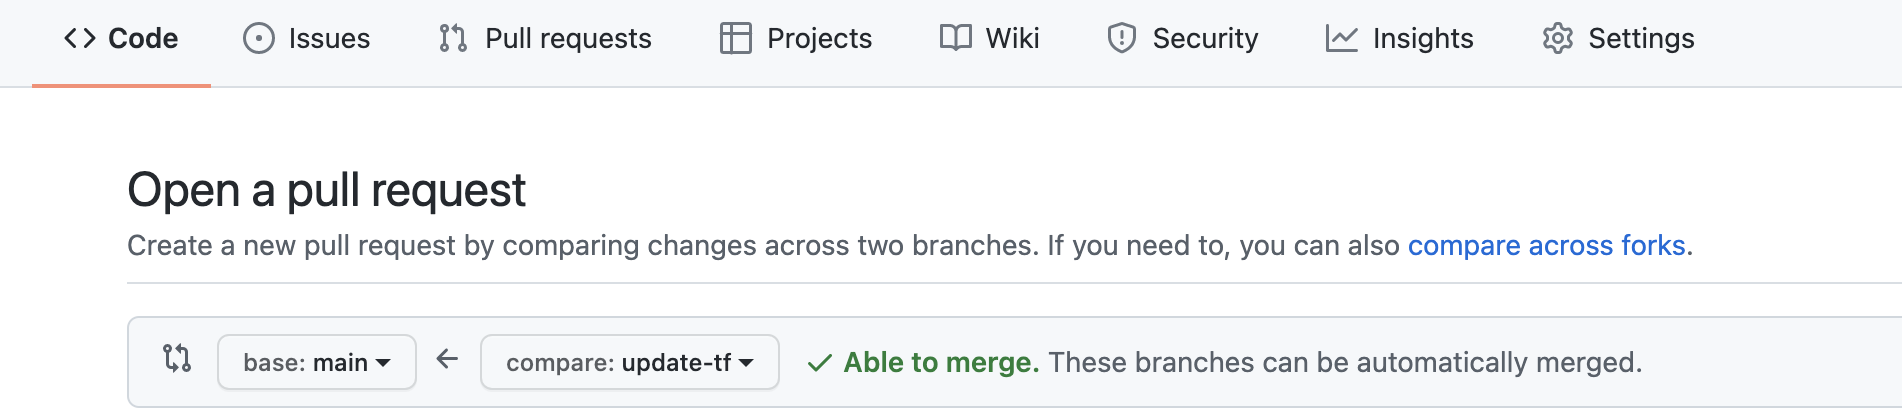 Code Issues Pull requests Projects Wiki Security Insights Settings
Open a pull request
Create a new pull request by comparing changes across two branches. If you need to, you can also compare across forks.
base: main compare: update-tf Able to merge. These branches can be automatically merged.